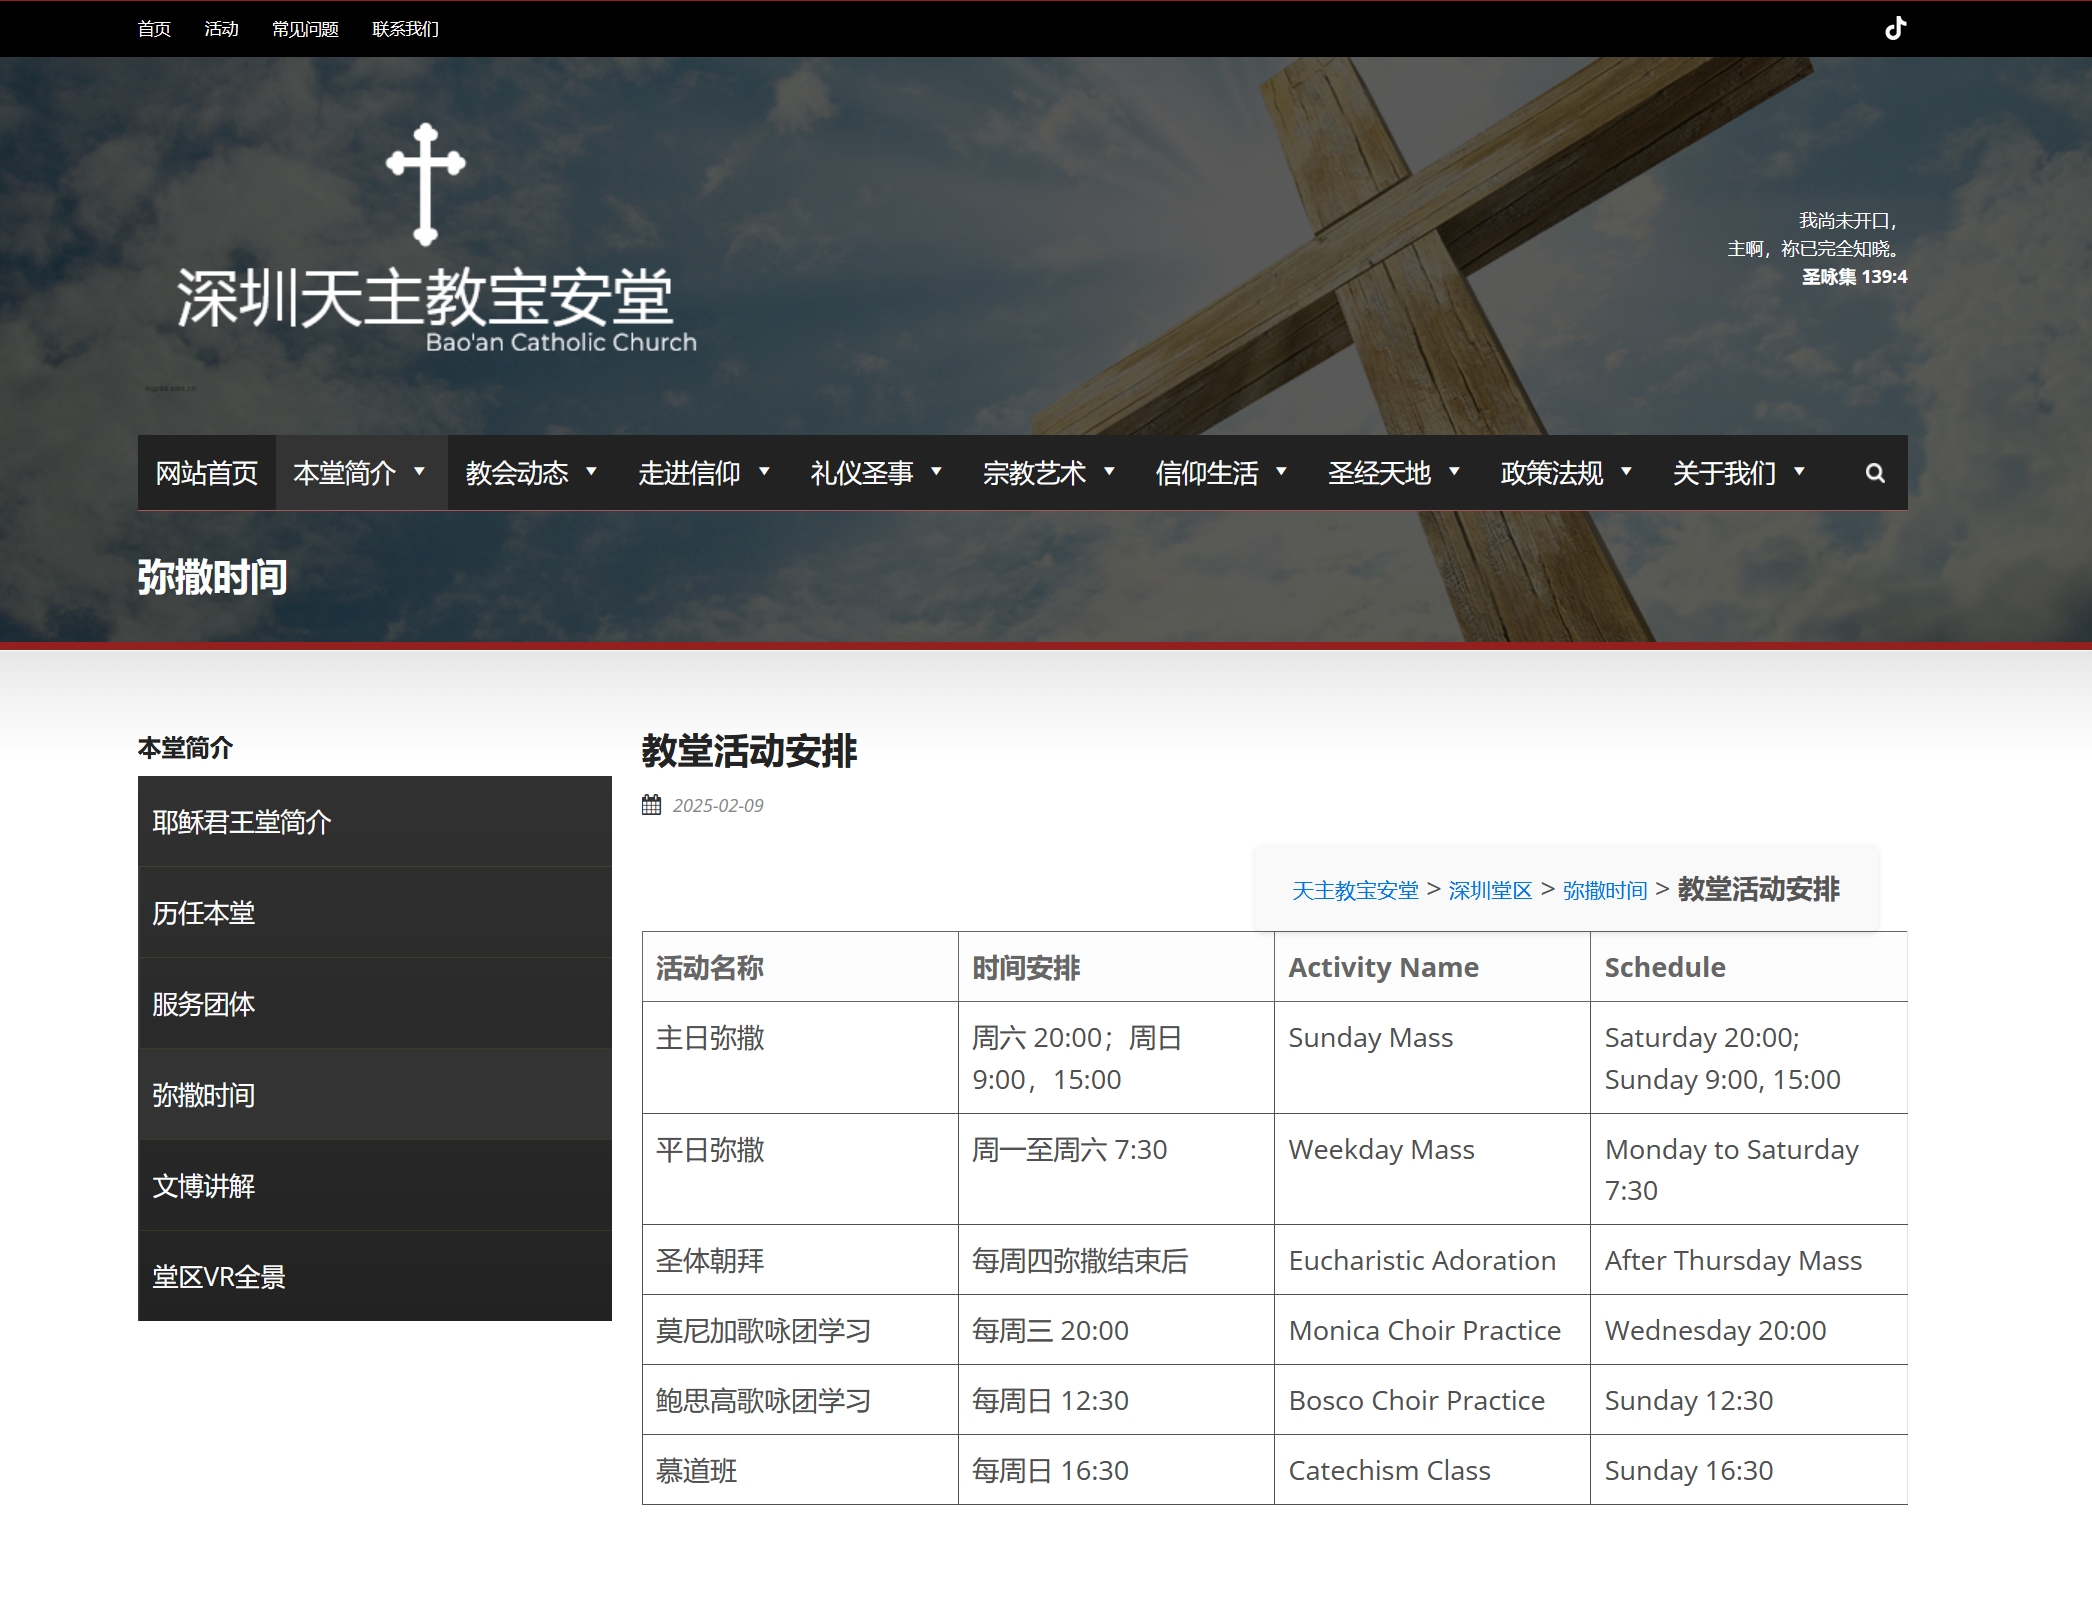 首页 活动 常见问题 联系我们
深圳天主教宝安堂
Bao'an Catholic Church
我尚未开口，
主啊，祢已完全知晓。
圣咏集 139:4
网站首页 本堂简介 教会动态 走进信仰 礼仪圣事 宗教艺术 信仰生活 圣经天地 政策法规 关于我们
弥撒时间
本堂简介
耶稣君王堂简介
历任本堂
服务团体
弥撒时间
文博讲解
堂区VR全景
教堂活动安排
2025-02-09
天主教宝安堂 > 深圳堂区 > 弥撒时间 > 教堂活动安排
活动名称 时间安排 Activity Name Schedule
主日弥撒 周六 20:00；周日 Sunday Mass Saturday 20:00;
9:00，15:00 Sunday 9:00, 15:00
平日弥撒 周一至周六 7:30 Weekday Mass Monday to Saturday
7:30
圣体朝拜 每周四弥撒结束后 Eucharistic Adoration After Thursday Mass
莫尼加歌咏团学习 每周三 20:00 Monica Choir Practice Wednesday 20:00
鲍思高歌咏团学习 每周日 12:30 Bosco Choir Practice Sunday 12:30
慕道班 每周日 16:30 Catechism Class Sunday 16:30